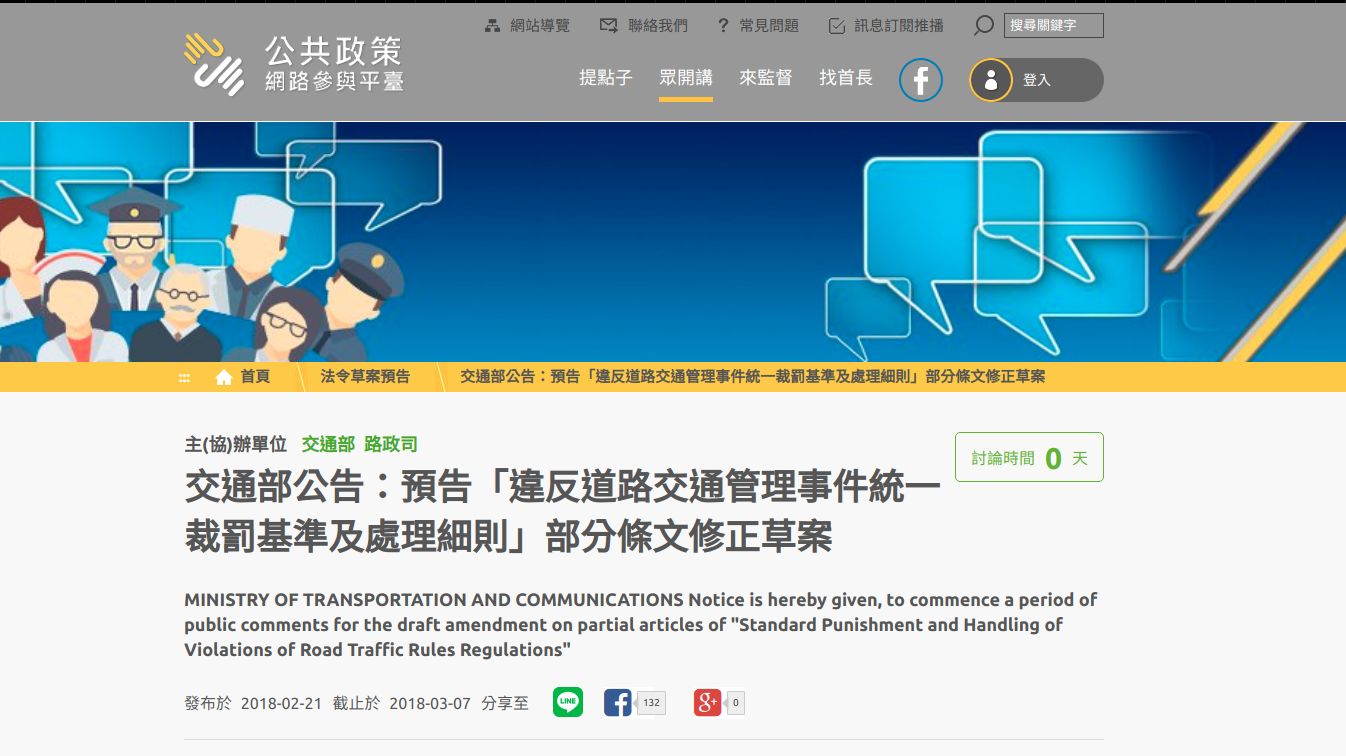 網站導覽 聯絡我們 常見問題 訊息訂閱推播 搜尋關鍵字
公共政策
網路參與平臺
提點子 眾開講 來監督 找首長 登入
首頁 法令草案預告 交通部公告：預告「違反道路交通管理事件統一裁罰基準及處理細則」部分條文修正草案
主(協)辦單位 交通部 路政司
討論時間 0 天
交通部公告：預告「違反道路交通管理事件統一
裁罰基準及處理細則」部分條文修正草案
MINISTRY OF TRANSPORTATION AND COMMUNICATIONS Notice is hereby given, to commence a period of
public comments for the draft amendment on partial articles of "Standard Punishment and Handling of
Violations of Road Traffic Rules Regulations"
發布於 2018-02-21 截止於 2018-03-07 分享至 LINE 132 g+ 0